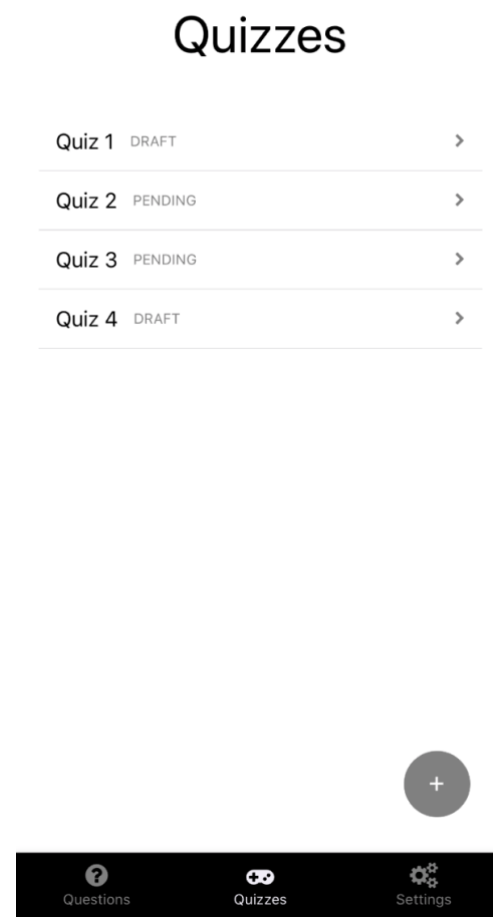 Quizzes
Quiz 1 DRAFT
Quiz 2 PENDING
Quiz 3 PENDING
Quiz 4 DRAFT
+
Questions Quizzes Settings